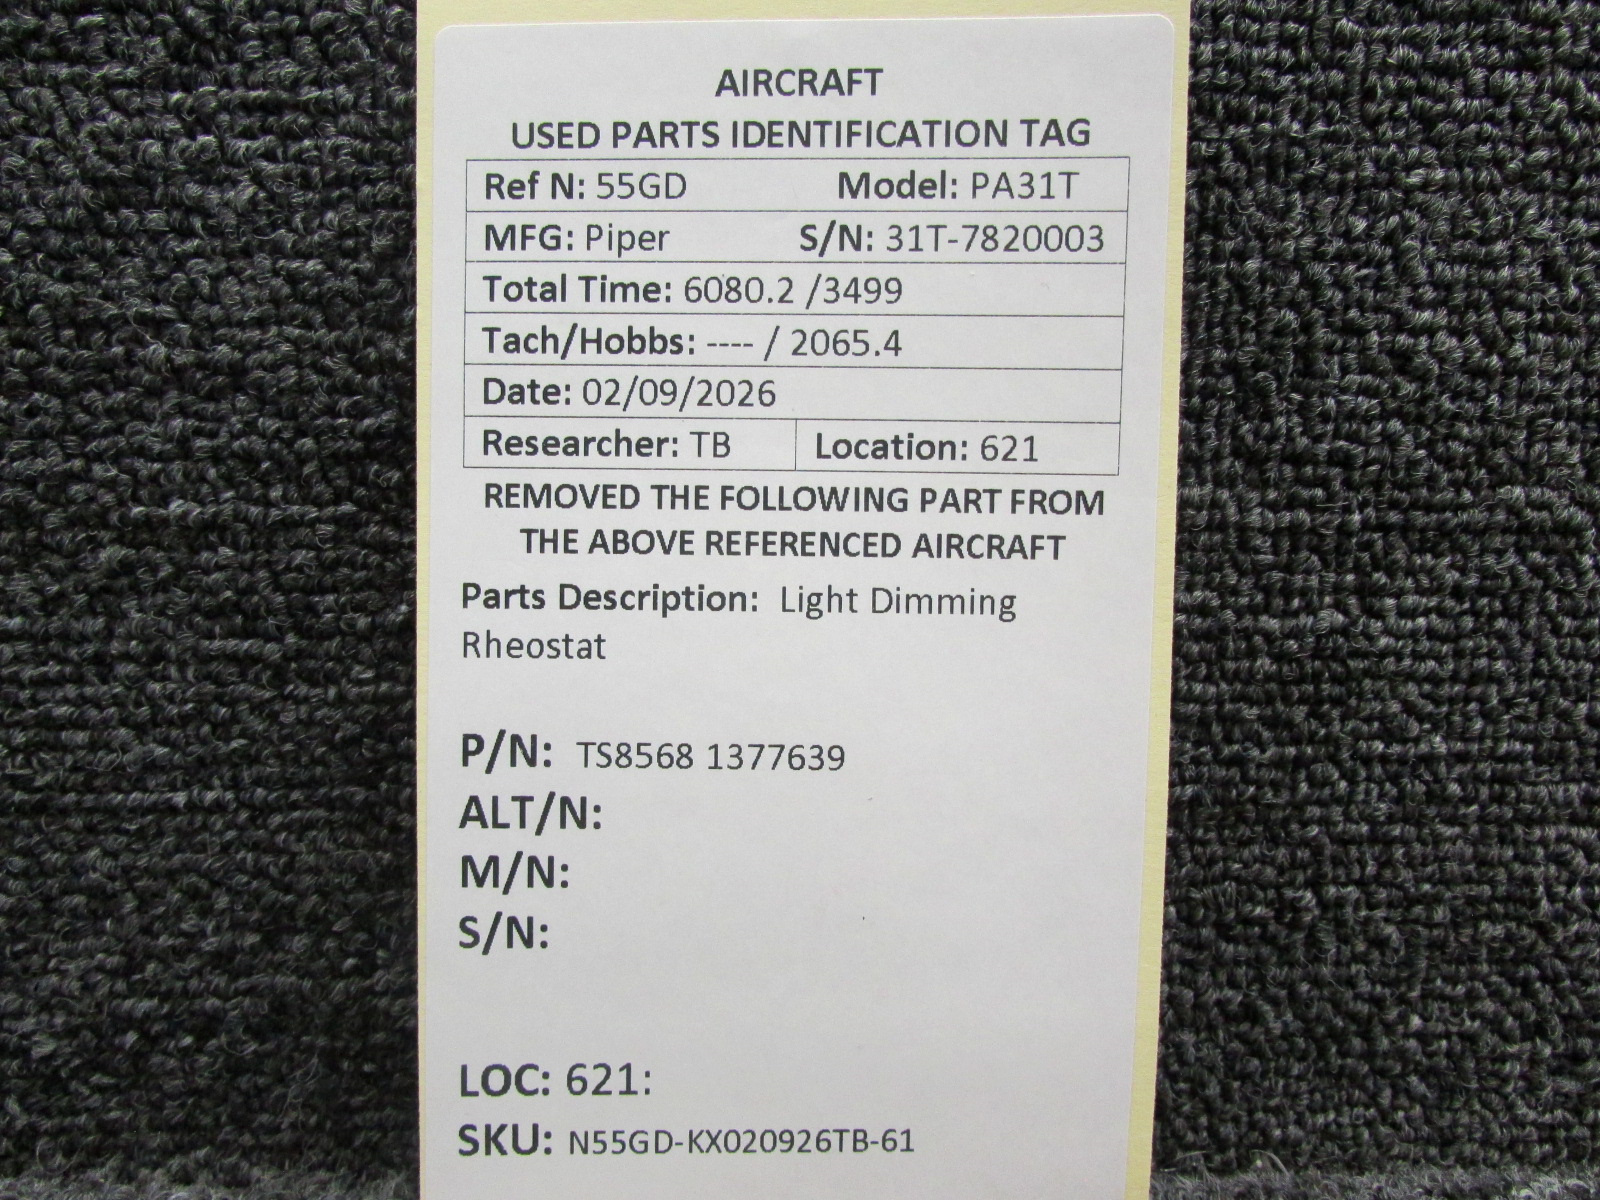 AIRCRAFT
USED PARTS IDENTIFICATION TAG
Ref N: 55GD Model: PA31T
MFG: Piper S/N: 31T-7820003
Total Time: 6080.2 /3499
Tach/Hobbs: ---- / 2065.4
Date: 02/09/2026
Researcher: TB Location: 621
REMOVED THE FOLLOWING PART FROM
THE ABOVE REFERENCED AIRCRAFT
Parts Description: Light Dimming
Rheostat
P/N: TS8568 1377639
ALT/N:
M/N:
S/N:
LOC: 621:
SKU: N55GD-KX020926TB-61